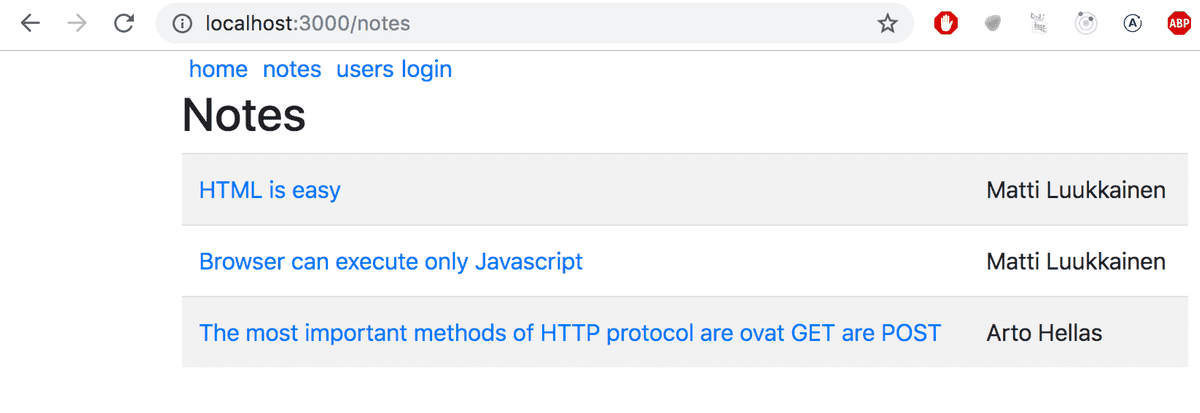 localhost:3000/notes
ABP
home notes users login
Notes
HTML is easy Matti Luukkainen
Browser can execute only Javascript Matti Luukkainen
The most important methods of HTTP protocol are ovat GET are POST Arto Hellas